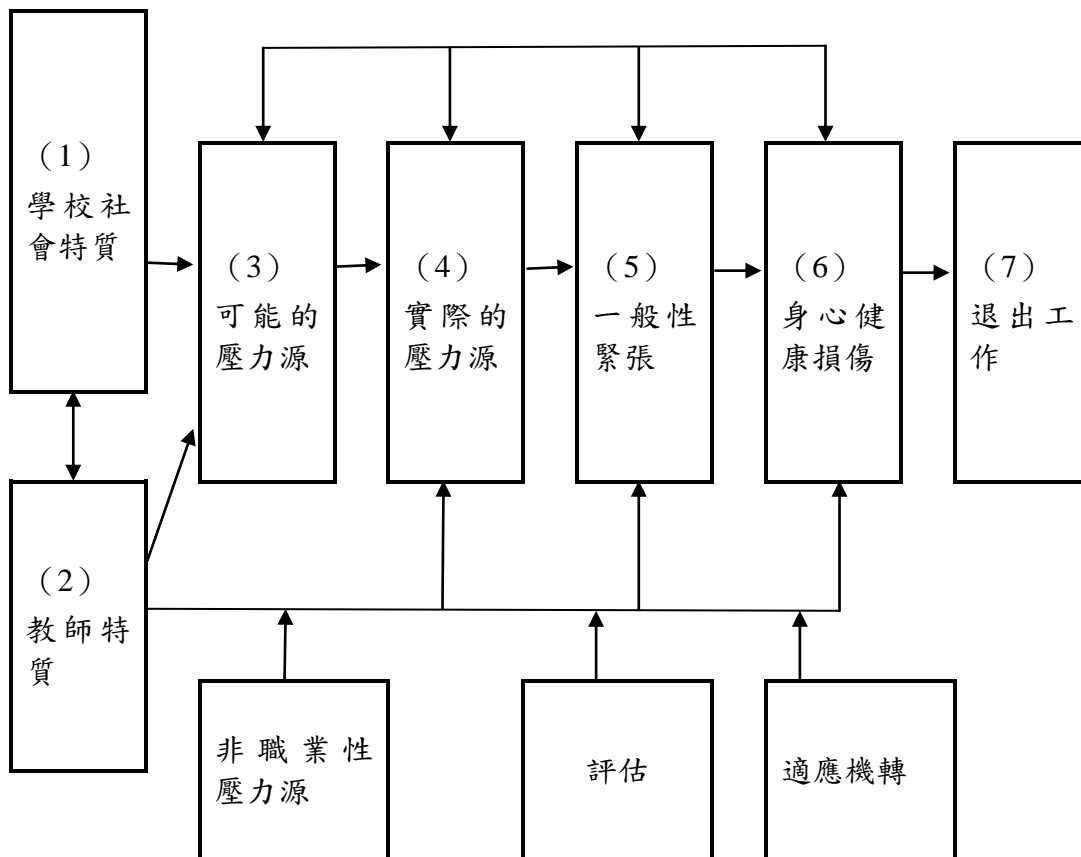 （1）
學校社
會特質
（3）
可能的
壓力源
（4）
實際的
壓力源
（5）
一般性
緊張
（6）
身心健
康損傷
（7）
退出工
作
（2）
教師特
質
非職業性
壓力源
評估
適應機轉